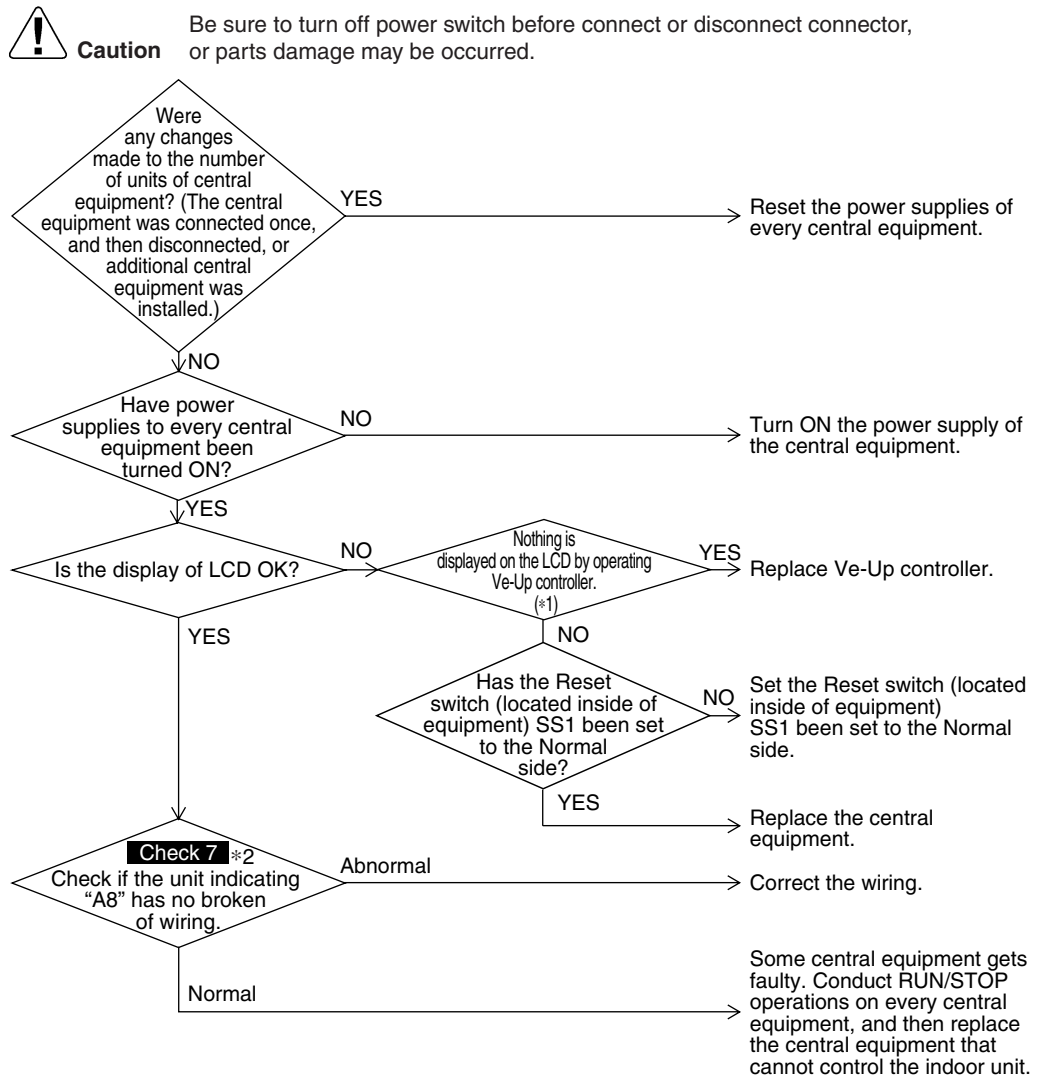 Be sure to turn off power switch before connect or disconnect connector,
Caution or parts damage may be occurred.
Were
any changes
made to the number
of units of central
equipment? (The central
equipment was connected once,
and then disconnected, or
additional central
equipment was
installed.)
YES
Reset the power supplies of
every central equipment.
NO
Have power
supplies to every central
equipment been
turned ON?
NO
Turn ON the power supply of
the central equipment.
YES
Is the display of LCD OK?
NO
Nothing is
displayed on the LCD by operating
Ve-Up controller.
(*1)
YES
Replace Ve-Up controller.
YES
NO
Has the Reset
switch (located inside of
equipment) SS1 been set
to the Normal
side?
NO
Set the Reset switch (located
inside of equipment)
SS1 been set to the Normal
side.
YES
Replace the central
equipment.
Check 7 *2
Check if the unit indicating
“A8” has no broken
of wiring.
Abnormal
Correct the wiring.
Normal
Some central equipment gets
faulty. Conduct RUN/STOP
operations on every central
equipment, and then replace
the central equipment that
cannot control the indoor unit.